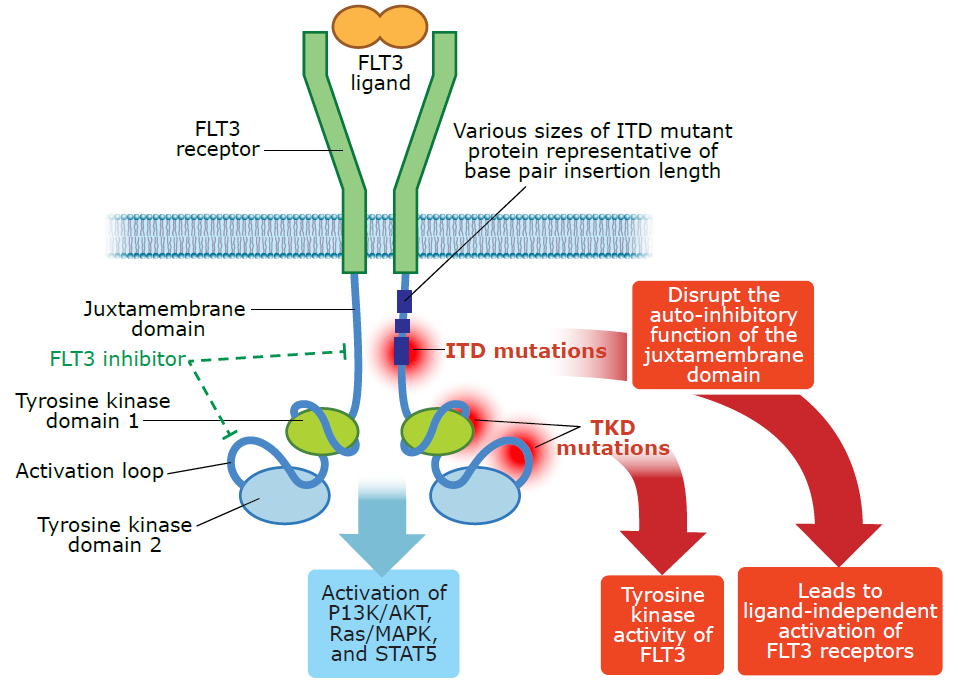 FLT3
ligand
FLT3
receptor
Various sizes of ITD mutant
protein representative of
base pair insertion length
Juxtamembrane
domain
FLT3 inhibitor
ITD mutations
Disrupt the
auto-inhibitory
function of the
juxtamembrane
domain
Tyrosine kinase
domain 1
TKD
mutations
Activation loop
Tyrosine kinase
domain 2
Activation of
P13K/AKT,
Ras/MAPK,
and STAT5
Tyrosine
kinase
activity of
FLT3
Leads to
ligand-independent
activation of
FLT3 receptors